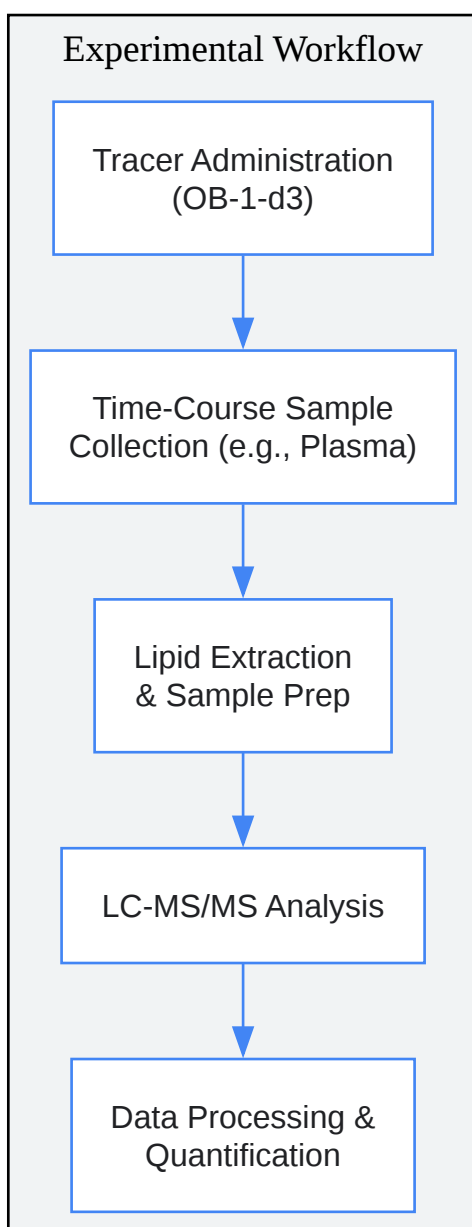 Experimental Workflow
Tracer Administration
(OB-1-d3)
Time-Course Sample
Collection (e.g., Plasma)
Lipid Extraction
& Sample Prep
LC-MS/MS Analysis
Data Processing &
Quantification